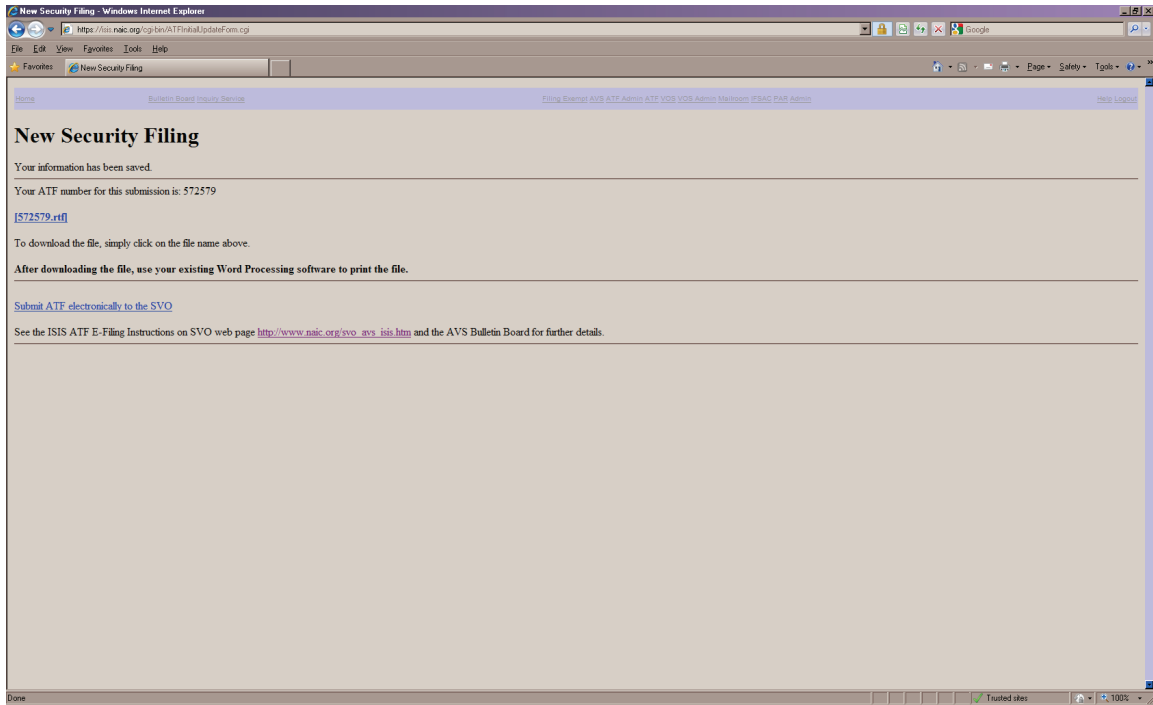 New Security Filing - Windows Internet Explorer
https://isis.naic.org/cgi-bin/ATFInitialUpdateForm.cgi
Google
File Edit View Favorites Tools Help
Favorites New Security Filing
Page Safety Tools
Home Bulletin Board Inquiry Service Filing Exempt AVS ATF Admin ATF VOS VOS Admin Mailroom IFSAC PAR Admin Help Logout
New Security Filing
Your information has been saved.
Your ATF number for this submission is: 572579
[572579.rtf]
To download the file, simply click on the file name above.
After downloading the file, use your existing Word Processing software to print the file.
Submit ATF electronically to the SVO
See the ISIS ATF E-Filing Instructions on SVO web page http://www.naic.org/svo_avs_isis.htm and the AVS Bulletin Board for further details.
Done Trusted sites 100%